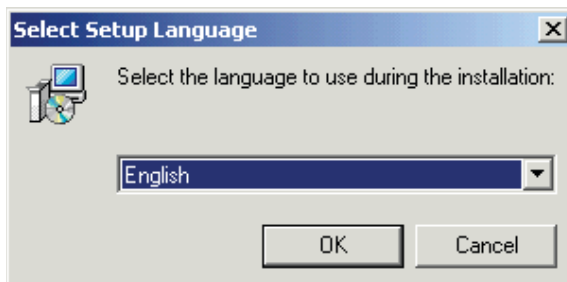 Select Setup Language
Select the language to use during the installation:
English
OK
Cancel